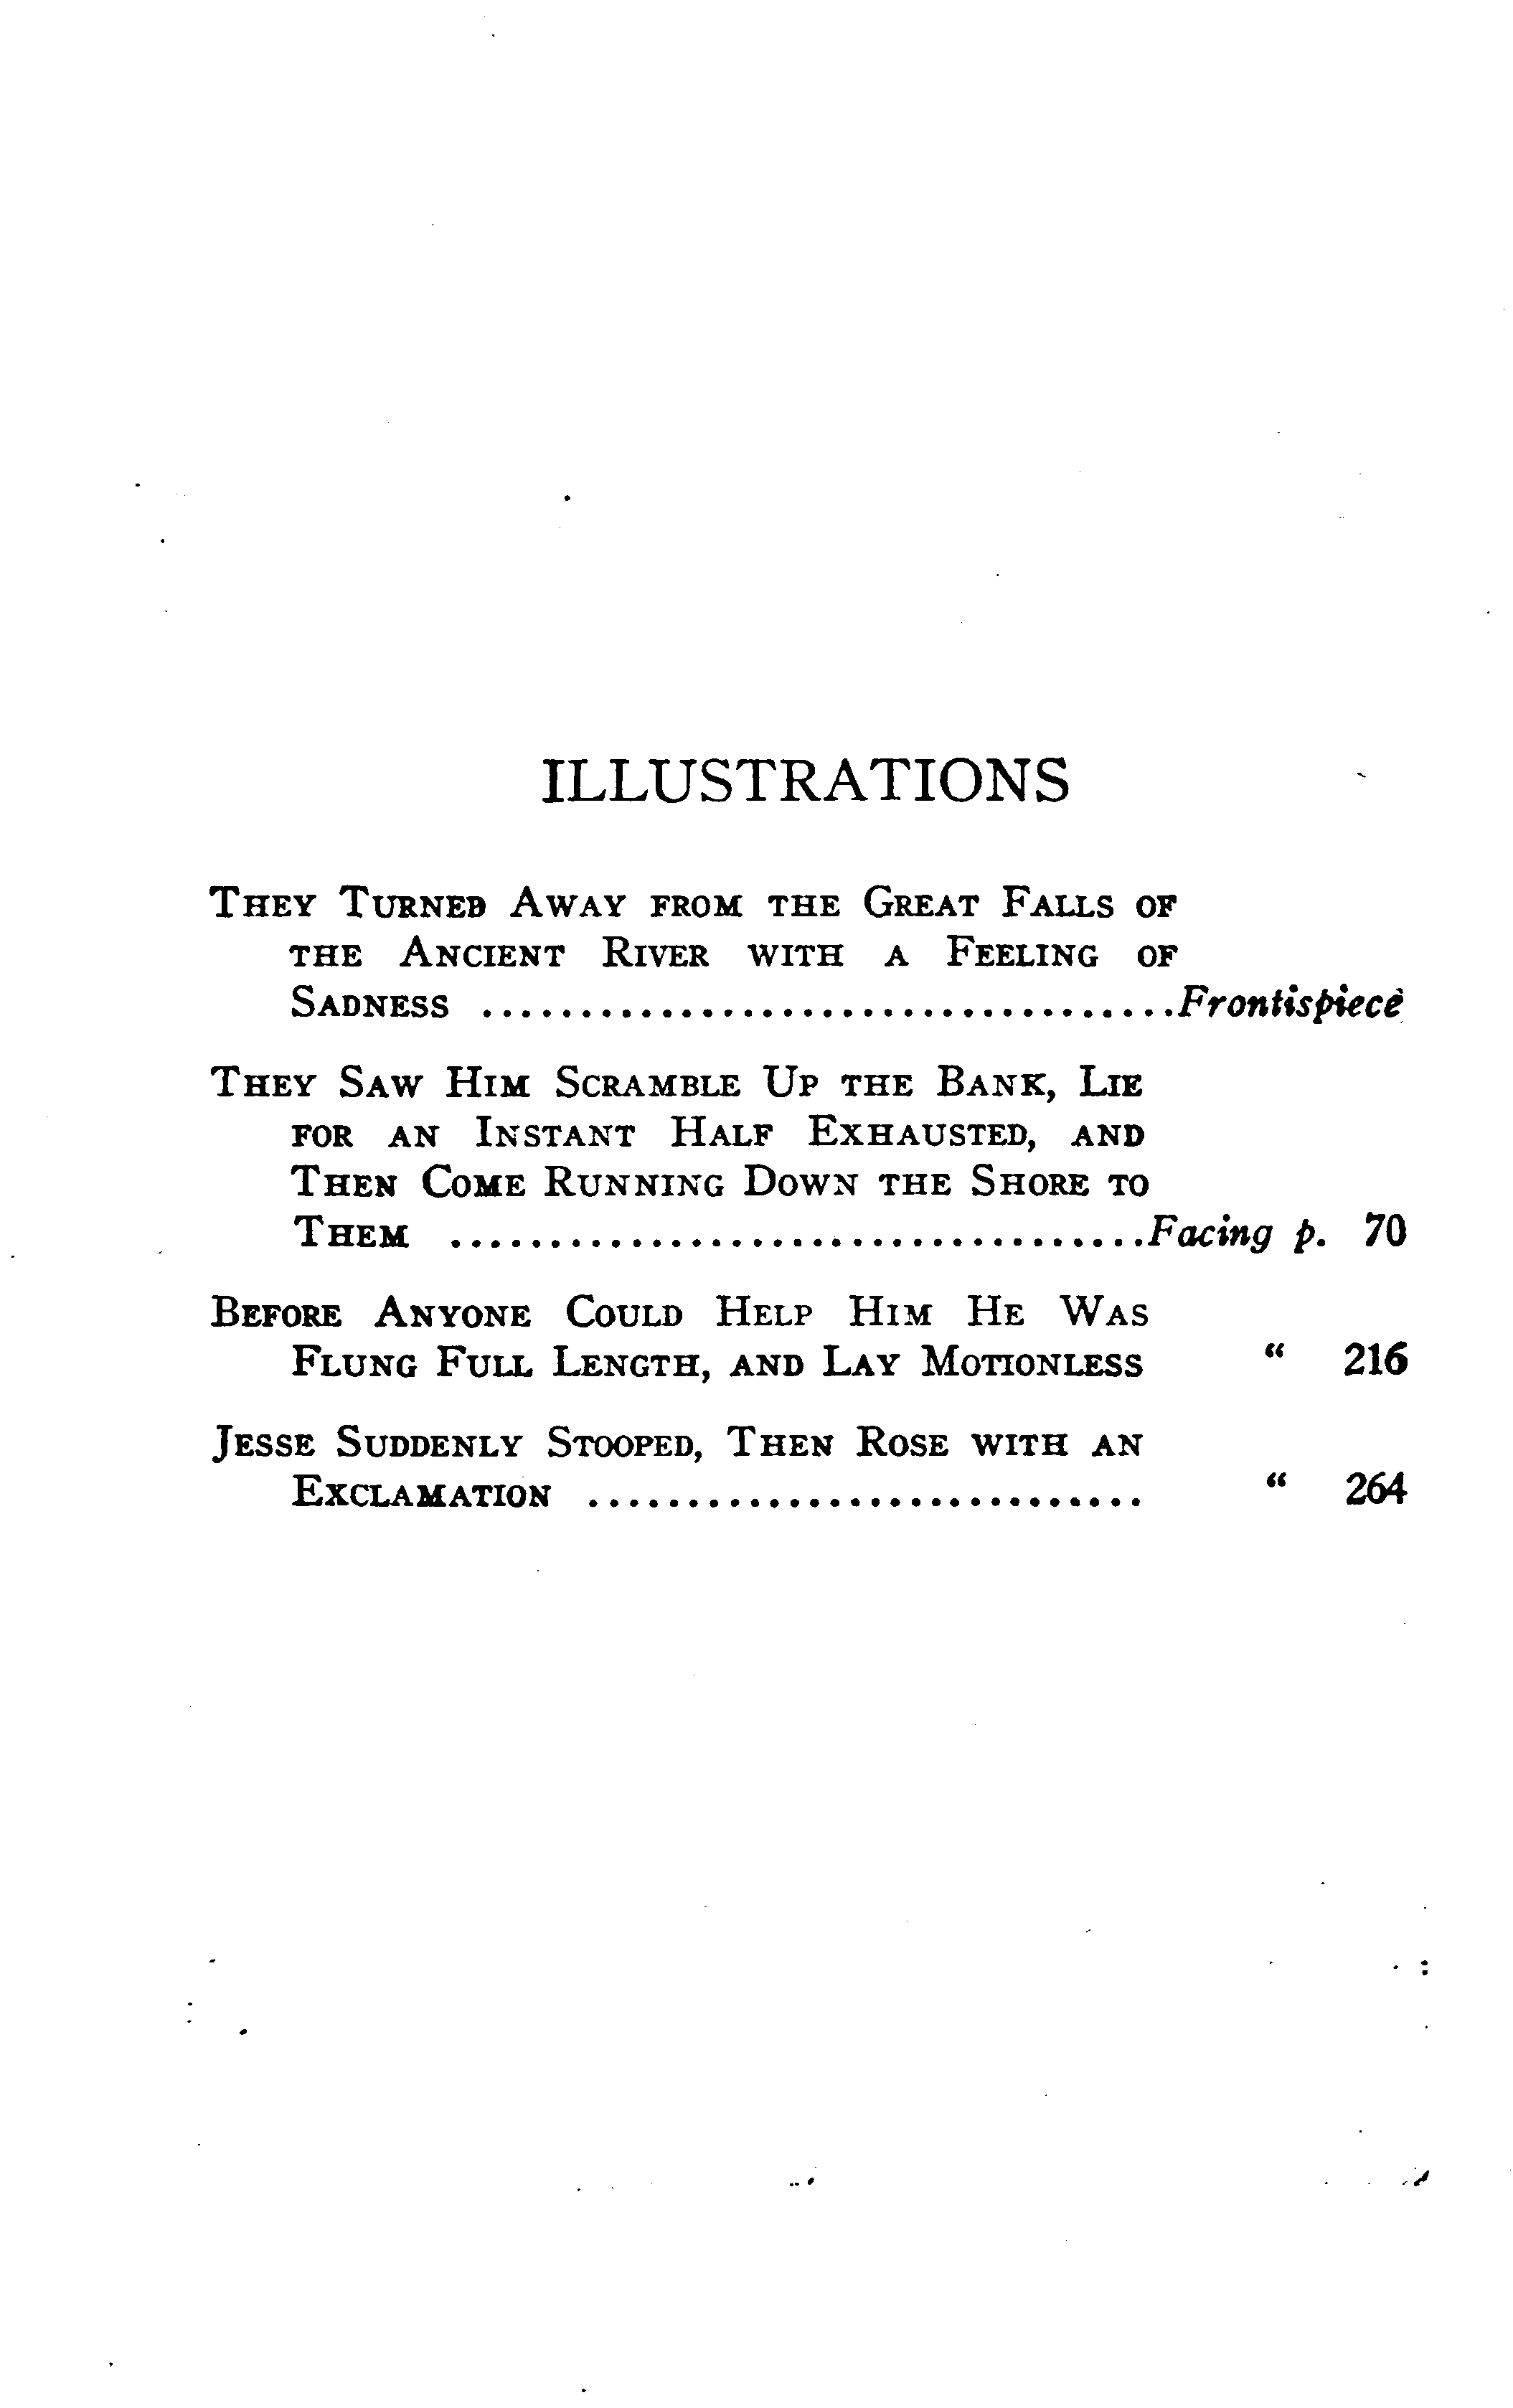 ILLUSTRATIONS
They Turned Away from the Great Falls of
the Ancient River with a Feeling of
Sadness ...................................Frontispiece
They Saw Him Scramble Up the Bank, Lie
for an Instant Half Exhausted, and
Then Come Running Down the Shore to
Them ...................................Facing p. 70
Before Anyone Could Help Him He Was
Flung Full Length, and Lay Motionless “ 216
Jesse Suddenly Stooped, Then Rose with an
Exclamation ............................ “ 264